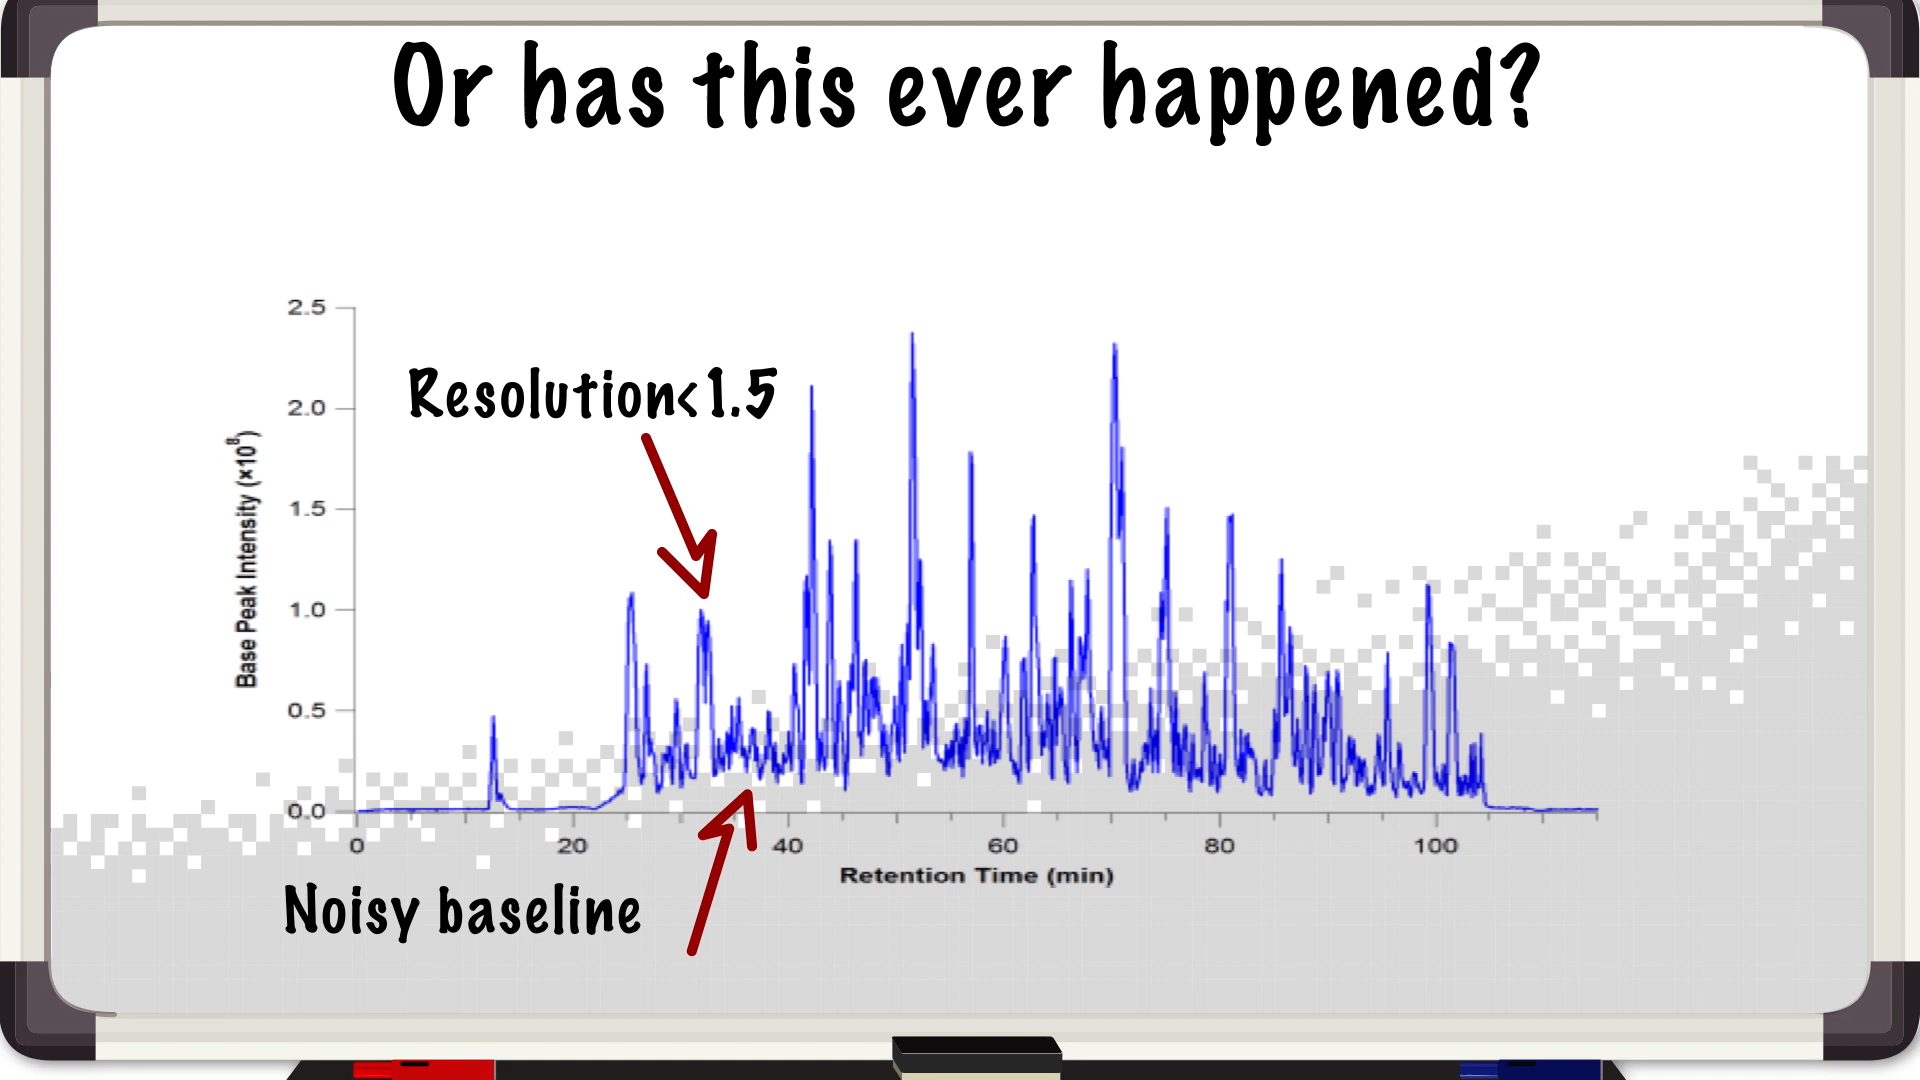 Or has this ever happened?
2.5
Resolution<1.5
2.0
1.5
1.0
0.5
0.0
Base Peak Intensity (×10⁸)
0 20 40 60 80 100
Retention Time (min)
Noisy baseline